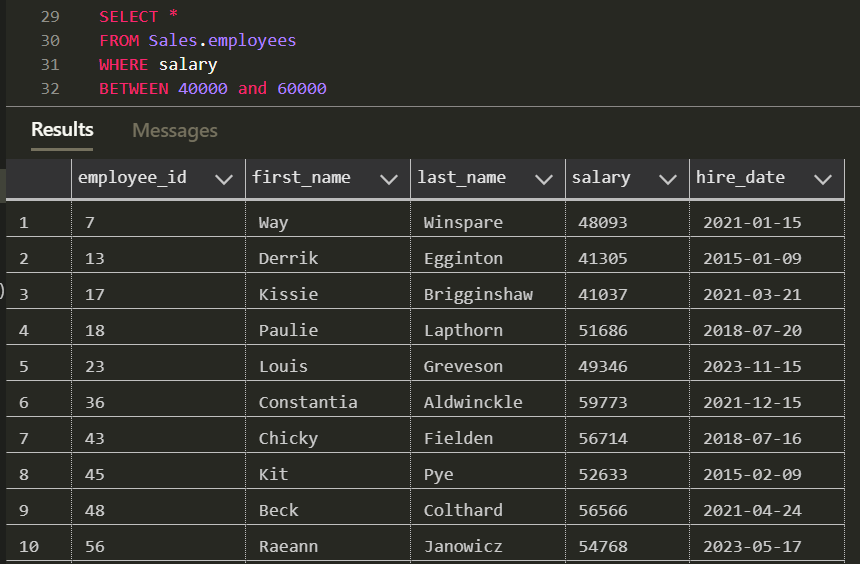 29 SELECT *
30 FROM Sales.employees
31 WHERE salary
32 BETWEEN 40000 and 60000
Results Messages
employee_id first_name last_name salary hire_date
1 7 Way Winspare 48093 2021-01-15
2 13 Derrik Egginton 41305 2015-01-09
) 3 17 Kissie Brigginshaw 41037 2021-03-21
4 18 Paulie Lapthorn 51686 2018-07-20
5 23 Louis Greveson 49346 2023-11-15
6 36 Constantia Aldwinckle 59773 2021-12-15
7 43 Chicky Fielden 56714 2018-07-16
8 45 Kit Pye 52633 2015-02-09
9 48 Beck Colthard 56566 2021-04-24
10 56 Raeann Janowicz 54768 2023-05-17